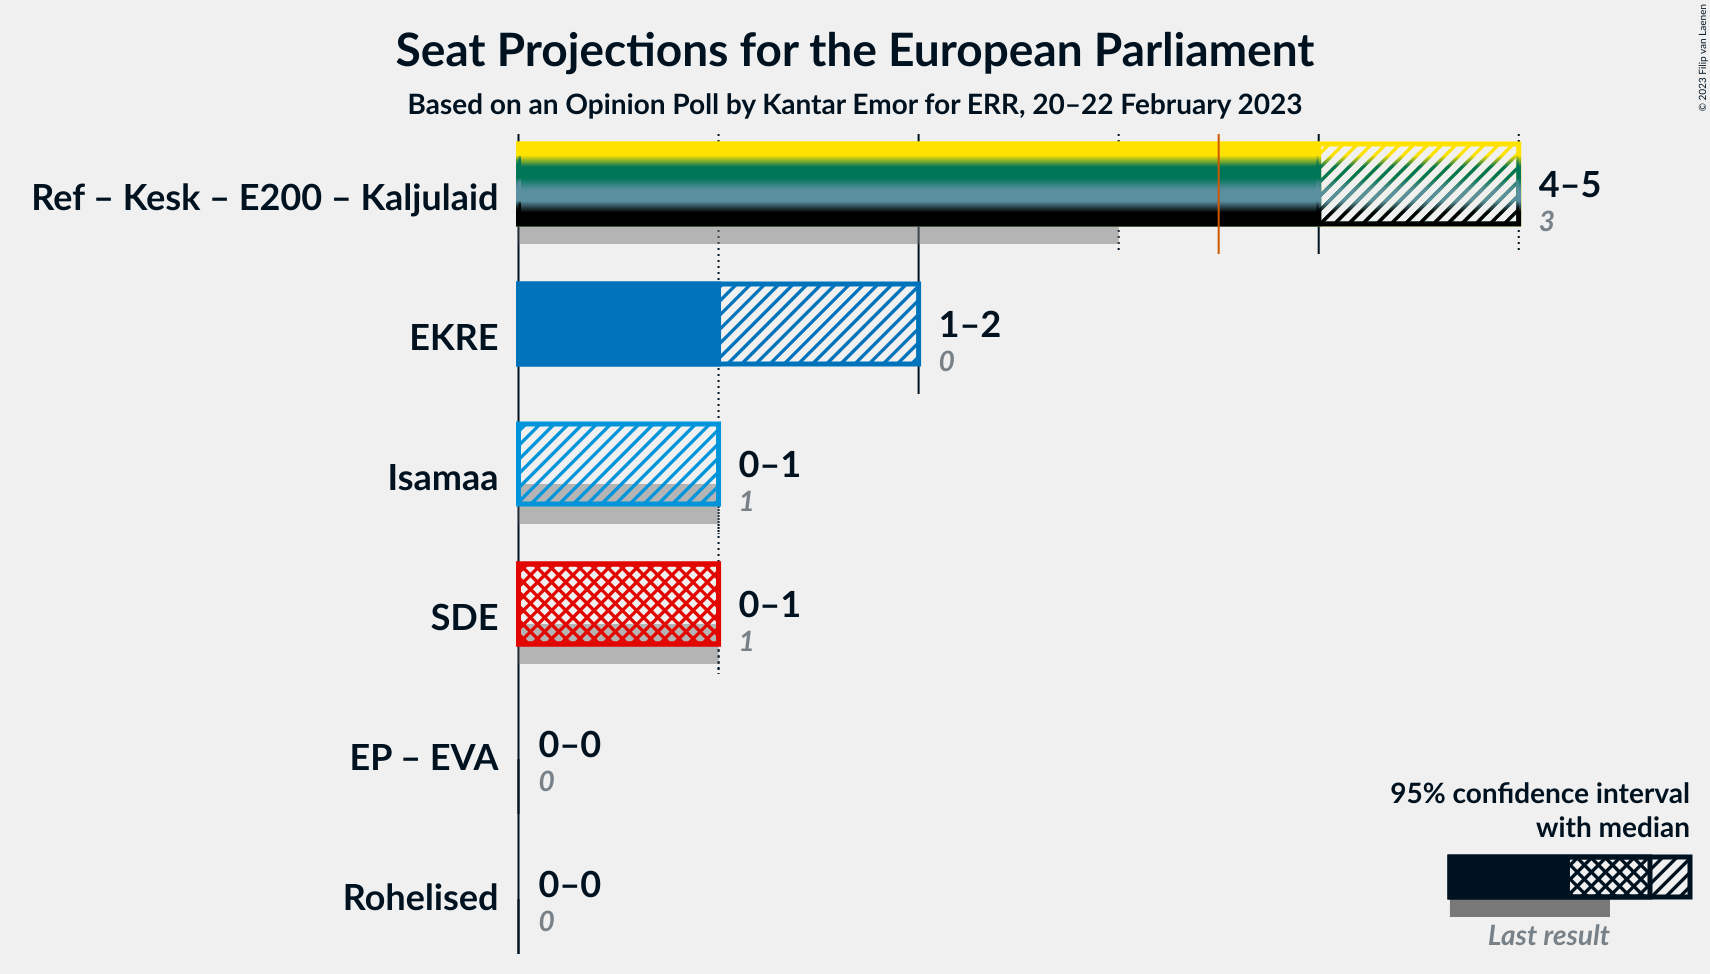 Seat Projections for the European Parliament
Based on an Opinion Poll by Kantar Emor for ERR, 20–22 February 2023
© 2023 Filip van Laenen
Ref – Kesk – E200 – Kaljulaid
4–5
3
EKRE
1–2
0
Isamaa
0–1
1
SDE
0–1
1
EP – EVA
0–0
0
Rohelised
0–0
0
95% confidence interval
with median
Last result